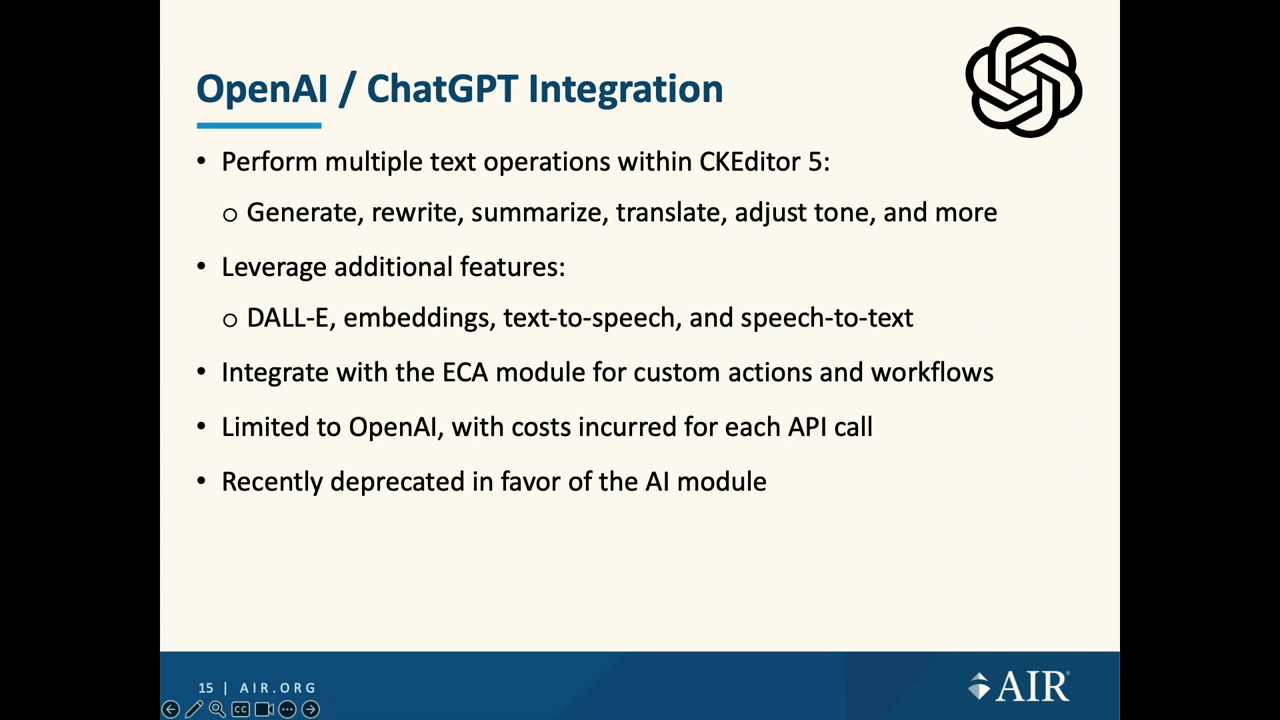 OpenAI / ChatGPT Integration
• Perform multiple text operations within CKEditor 5:
o Generate, rewrite, summarize, translate, adjust tone, and more
• Leverage additional features:
o DALL-E, embeddings, text-to-speech, and speech-to-text
• Integrate with the ECA module for custom actions and workflows
• Limited to OpenAI, with costs incurred for each API call
• Recently deprecated in favor of the AI module
15 | AIR.ORG
AIR®
CC